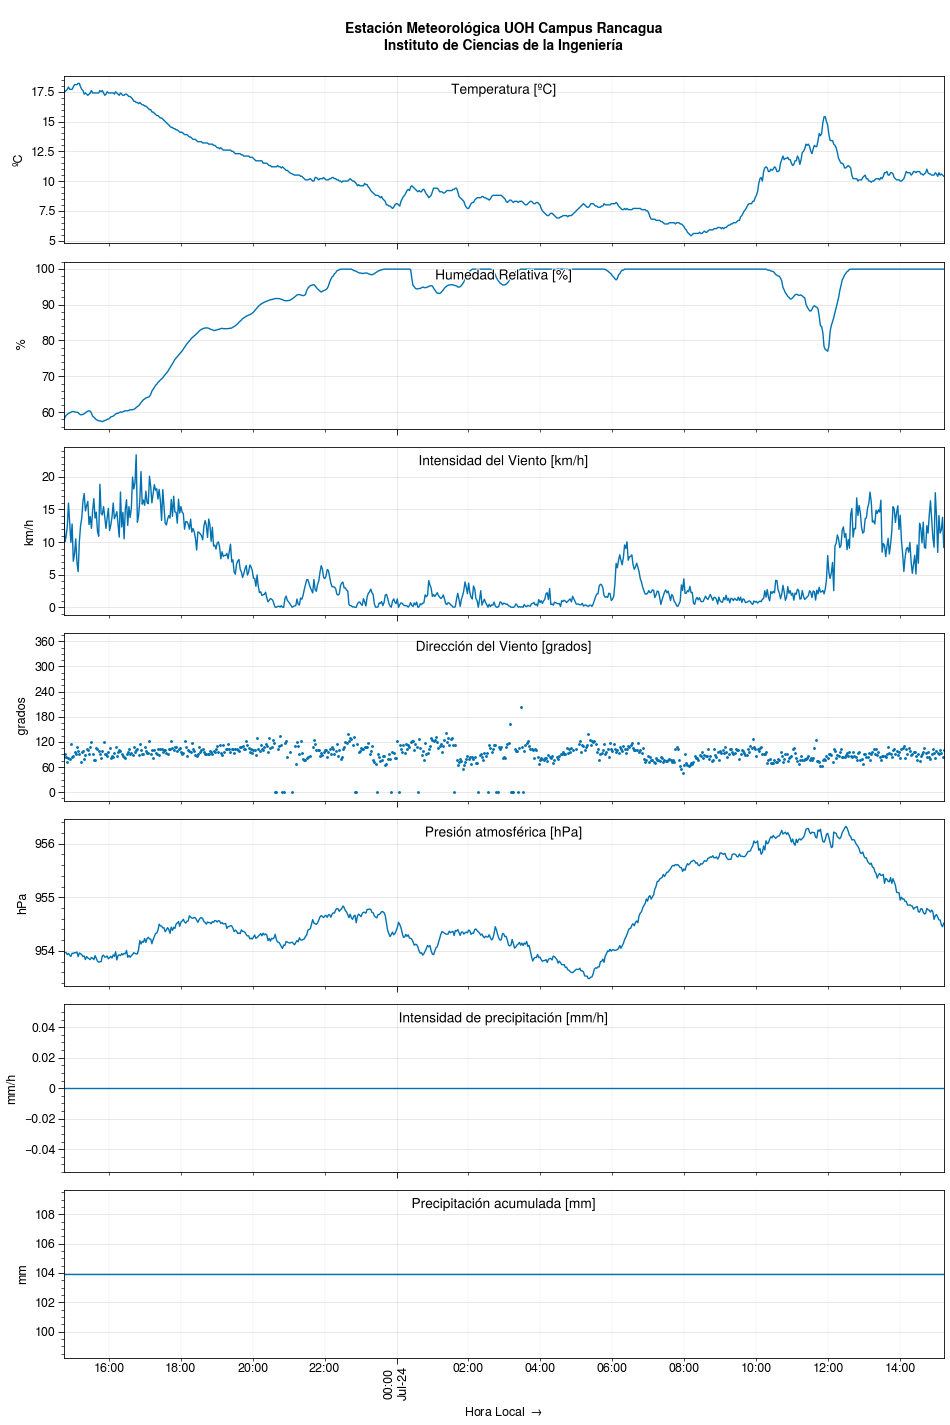 Estación Meteorológica UOH Campus Rancagua
Instituto de Ciencias de la Ingeniería
Temperatura [ºC]
17.5
15
12.5
10
7.5
5
ºC
Humedad Relativa [%]
100
90
80
70
60
%
Intensidad del Viento [km/h]
20
15
10
5
0
km/h
Dirección del Viento [grados]
360
300
240
180
120
60
0
grados
Presión atmosférica [hPa]
956
955
954
hPa
Intensidad de precipitación [mm/h]
0.04
0.02
0
−0.02
−0.04
mm/h
Precipitación acumulada [mm]
108
106
104
102
100
mm
16:00 18:00 20:00 22:00 00:00 02:00 04:00 06:00 08:00 10:00 12:00 14:00
Jul-24
Hora Local →